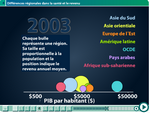 Différences régionales dans la santé et le revenu
2003
Chaque bulle
représente une région.
Sa taille est
proportionnelle à la
population et la
position indique le
revenu annuel moyen.
Asie du Sud
Asie orientale
Europe de l'Est
Amérique latine
OCDE
Pays arabes
Afrique sub-saharienne
$500
$5000
$50000
PIB par habitant ($)